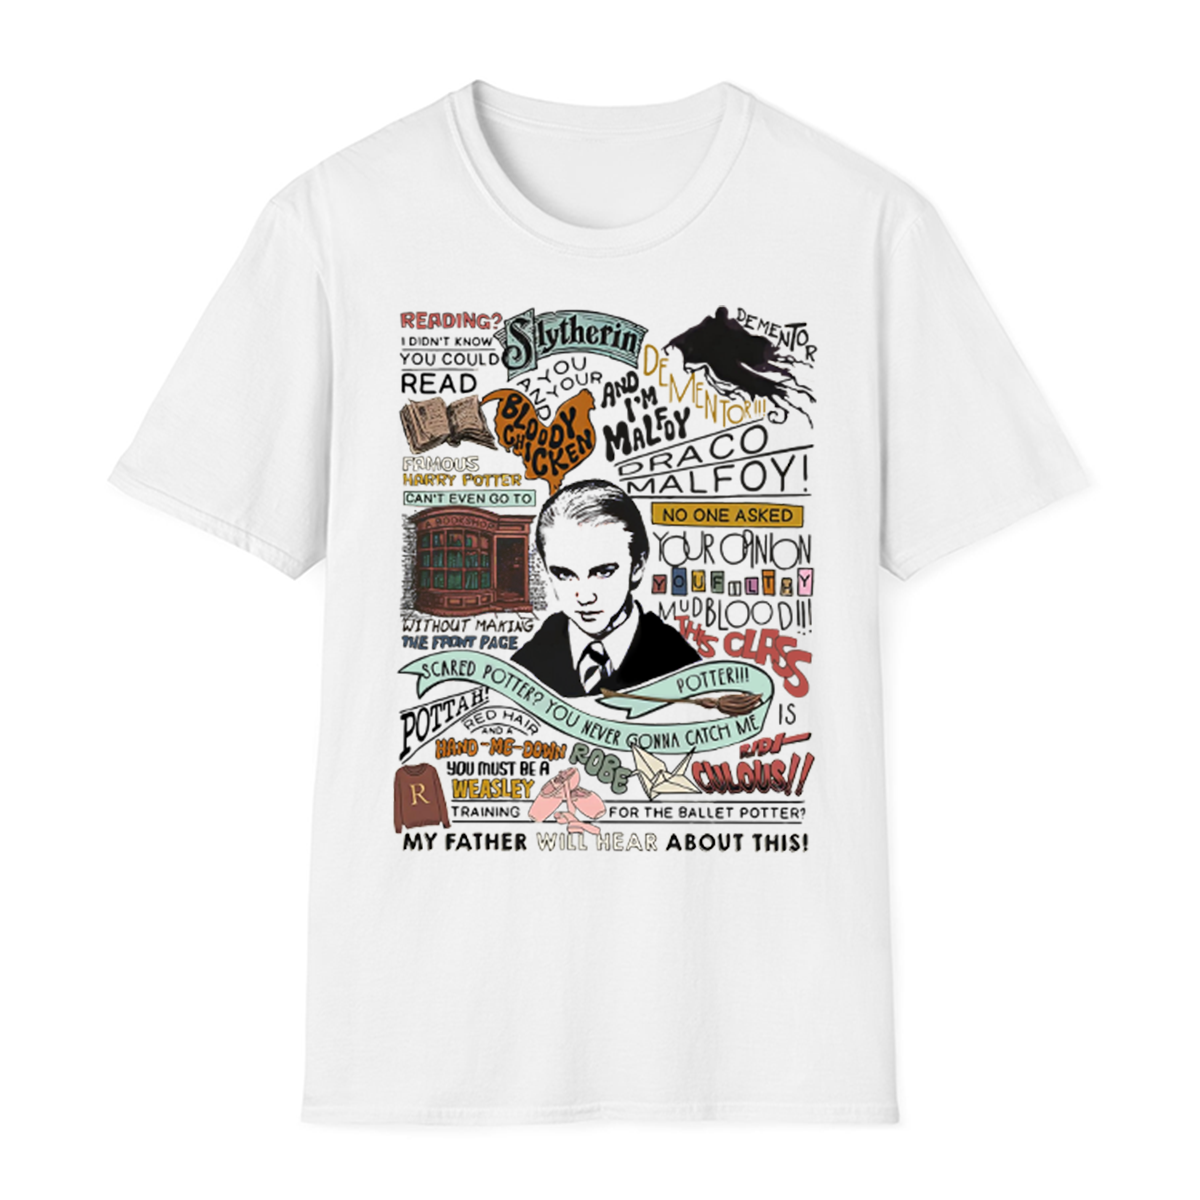 READING?
I DIDN'T KNOW
YOU COULD
READ
Slytherin
YOU
AND YOUR
BLOODY
CHICKEN
AND
I'M
MALFOY
DEMENTOR
DEMENTOR!!!
DRACO
MALFOY!
FAMOUS
HARRY POTTER
CAN'T EVEN GO TO
A BOOKSHOP
WITHOUT MAKING
THE FRONT PAGE
NO ONE ASKED
YOUR OPINION
YOU FILTHY
MUDBLOOD!!!
THIS CLASS
IS
RIDI-
CULOUS!!
SCARED POTTER? YOU NEVER GONNA CATCH ME
POTTER!!!
POTTAH!
RED HAIR
AND A
HAND-ME-DOWN
ROBE
YOU MUST BE A
WEASLEY
R
TRAINING FOR THE BALLET POTTER?
MY FATHER WILL HEAR ABOUT THIS!